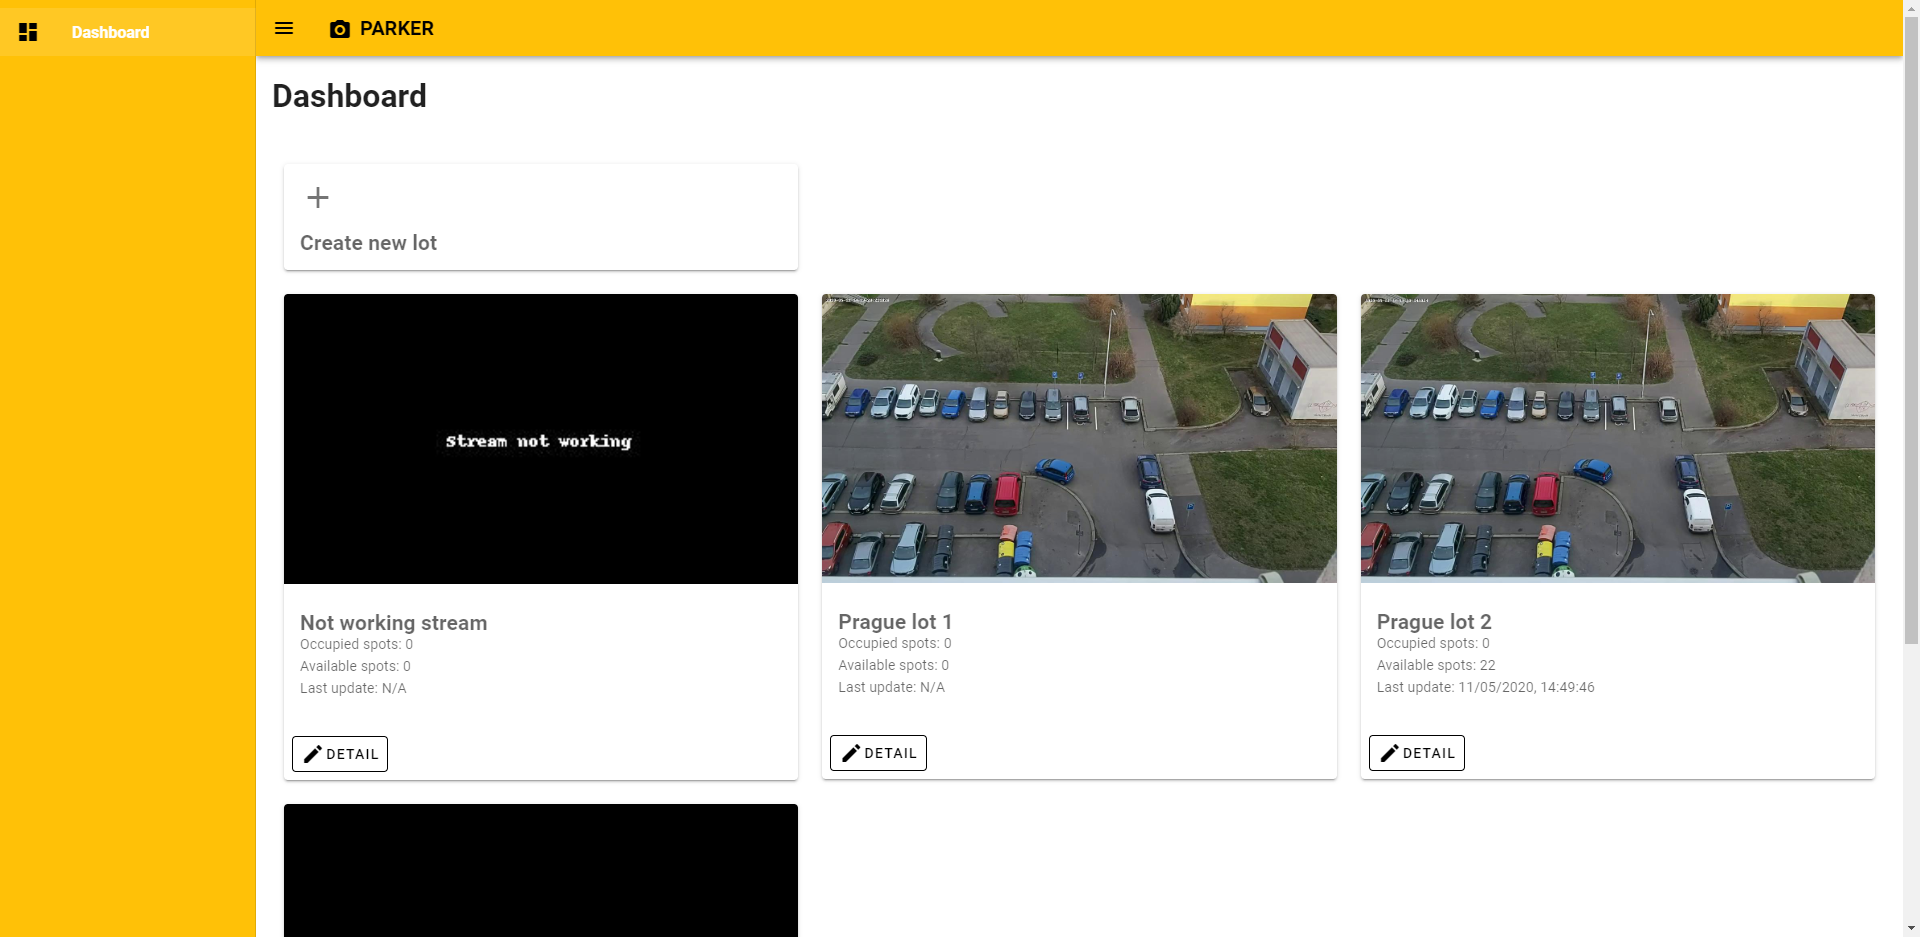 Dashboard
PARKER
Dashboard
Create new lot
stream not working
Not working stream
Occupied spots: 0
Available spots: 0
Last update: N/A
DETAIL
Prague lot 1
Occupied spots: 0
Available spots: 0
Last update: N/A
DETAIL
Prague lot 2
Occupied spots: 0
Available spots: 22
Last update: 11/05/2020, 14:49:46
DETAIL